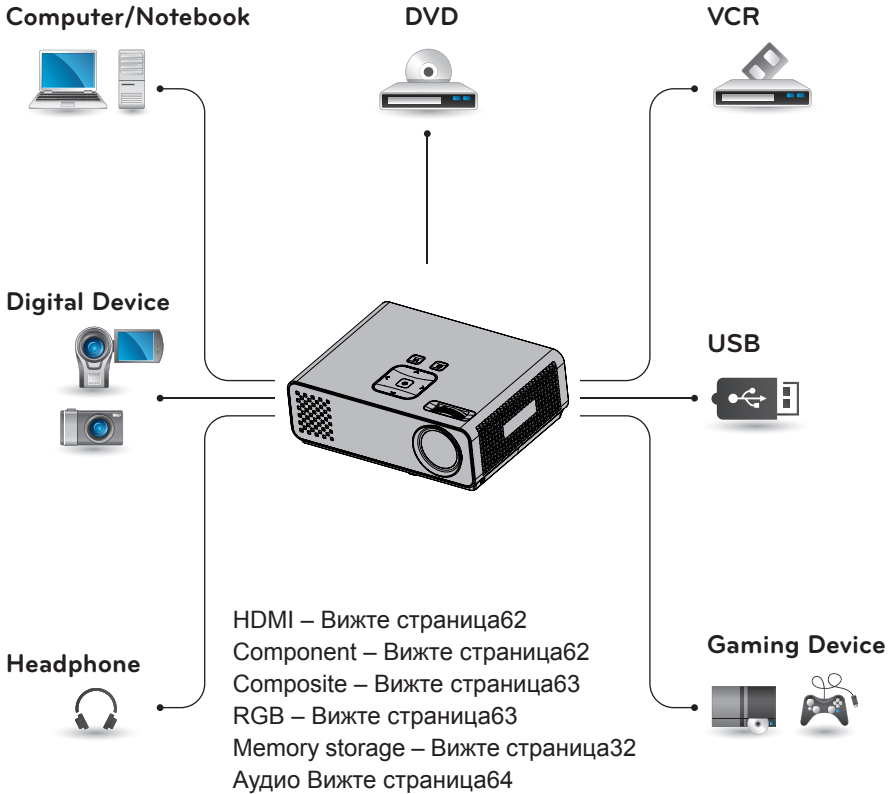 Computer/Notebook
DVD
VCR
Digital Device
USB
HDMI – Вижте страница62
Component – Вижте страница62
Composite – Вижте страница63
RGB – Вижте страница63
Memory storage – Вижте страница32
Аудио Вижте страница64
Headphone
Gaming Device